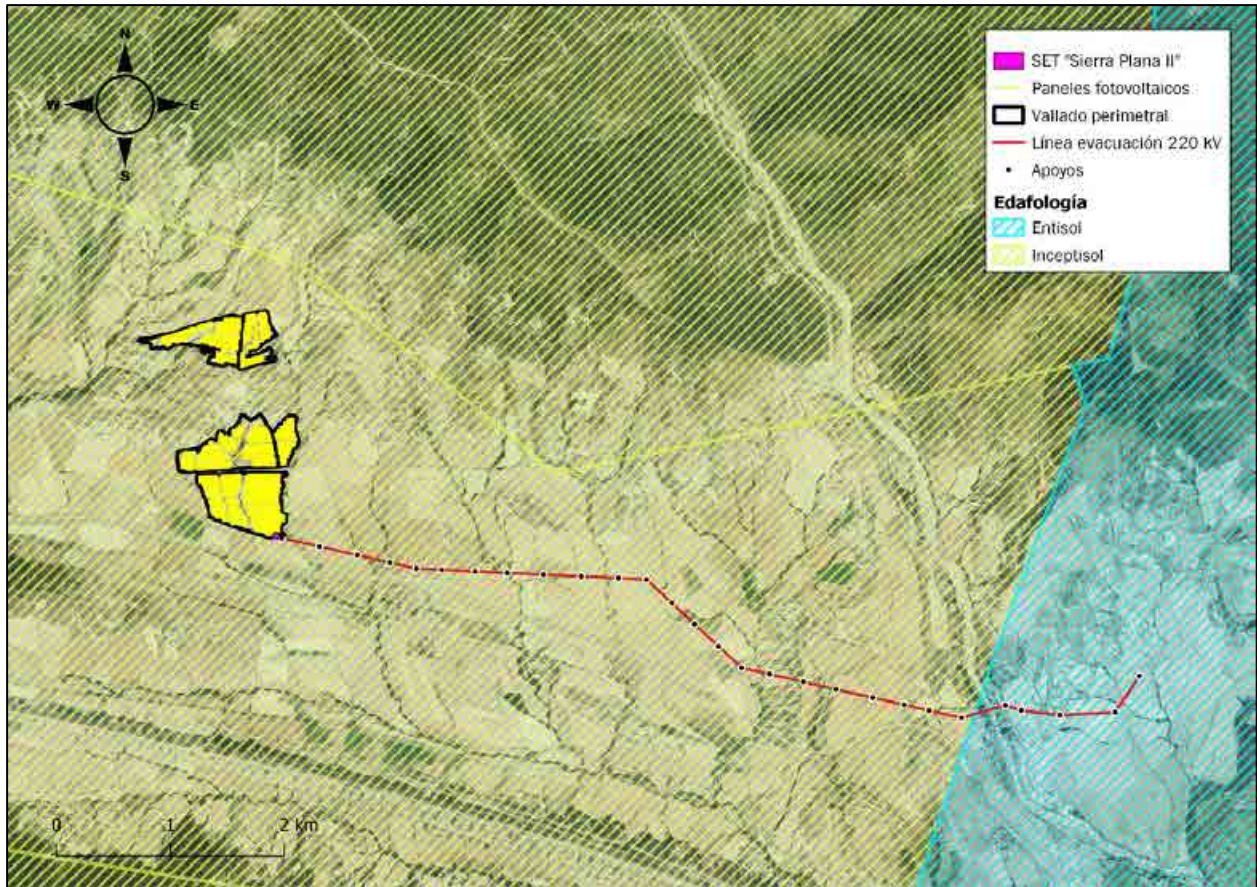 N
W
E
S
SET "Sierra Plana II"
Paneles fotovoltaicos
Vallado perimetral
Línea evacuación 220 kV
Apoyos
Edafología
Entisol
Inceptisol
0 1 2 km